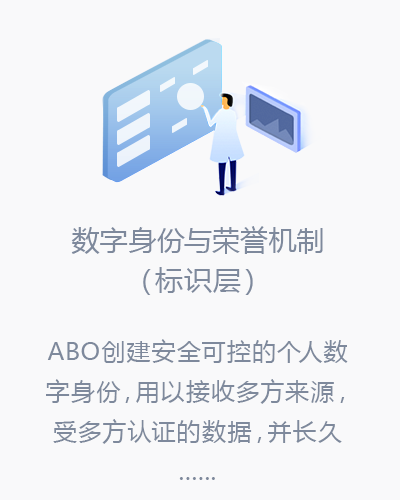 数字身份与荣誉机制
（标识层）
ABO创建安全可控的个人数
字身份，用以接收多方来源，
受多方认证的数据，并长久
......